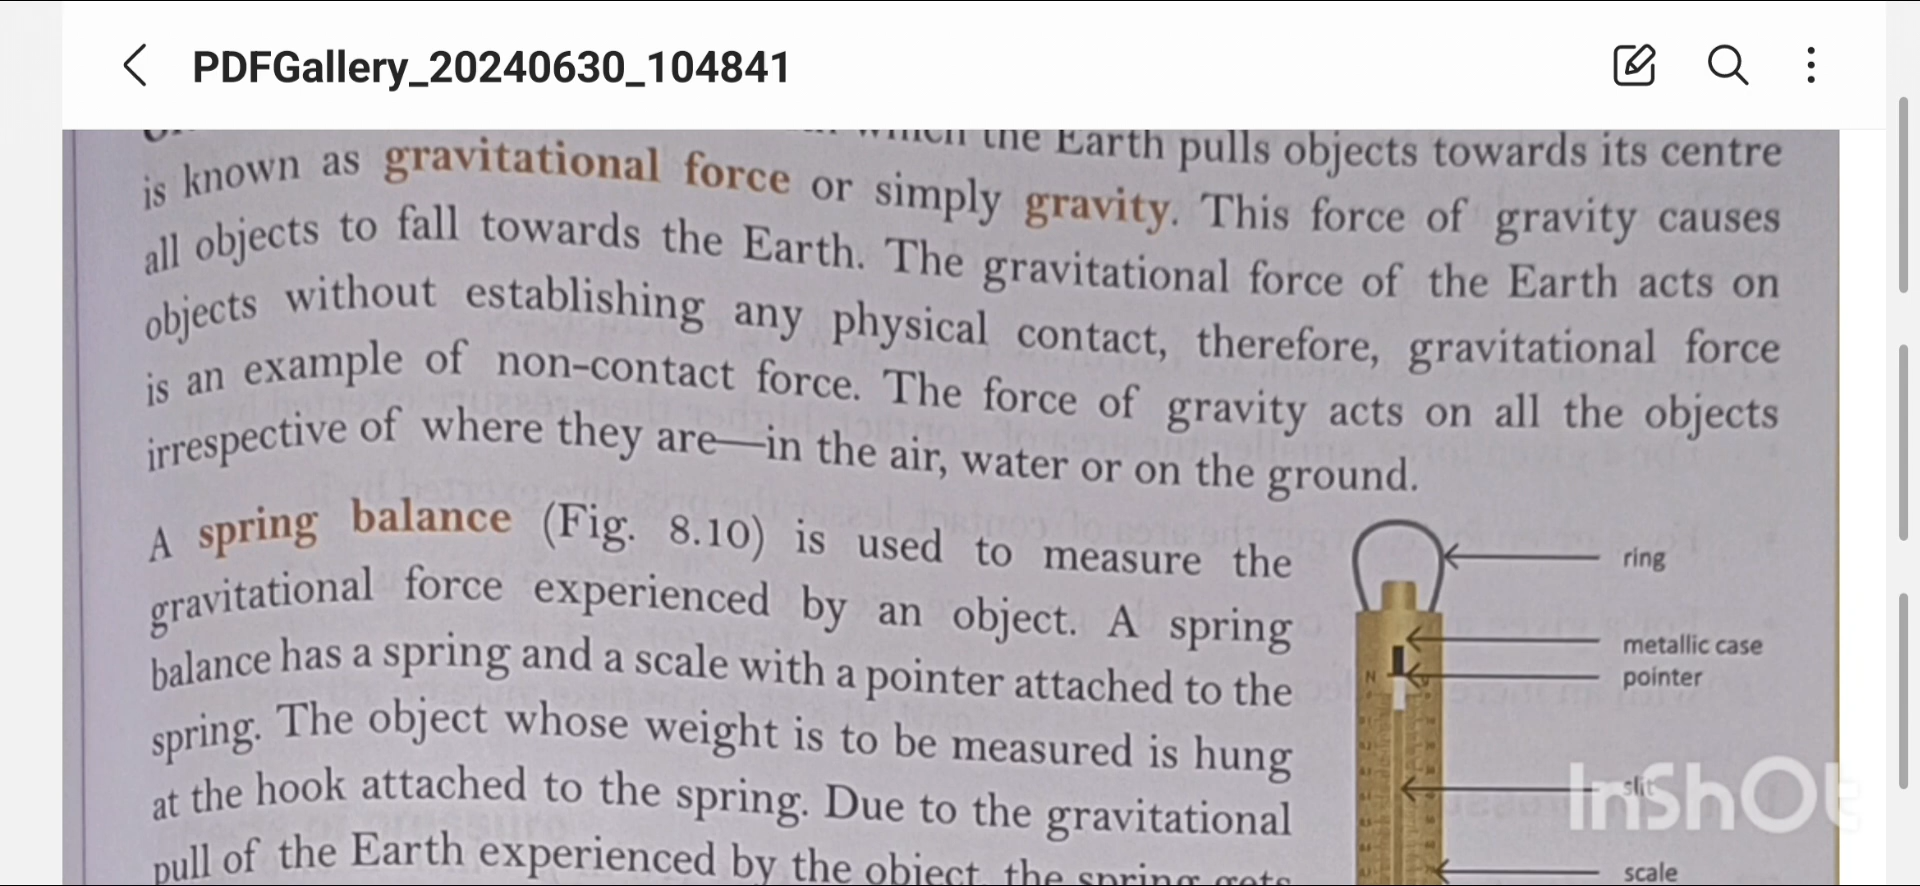 PDFGallery_20240630_104841
which the Earth pulls objects towards its centre
is known as gravitational force or simply gravity. This force of gravity causes
all objects to fall towards the Earth. The gravitational force of the Earth acts on
objects without establishing any physical contact, therefore, gravitational force
is an example of non-contact force. The force of gravity acts on all the objects
irrespective of where they are—in the air, water or on the ground.
A spring balance (Fig. 8.10) is used to measure the
gravitational force experienced by an object. A spring
balance has a spring and a scale with a pointer attached to the
spring. The object whose weight is to be measured is hung
at the hook attached to the spring. Due to the gravitational
pull of the Earth experienced by the object, the spring gets
ring
metallic case
pointer
N
slit
scale
InShOt